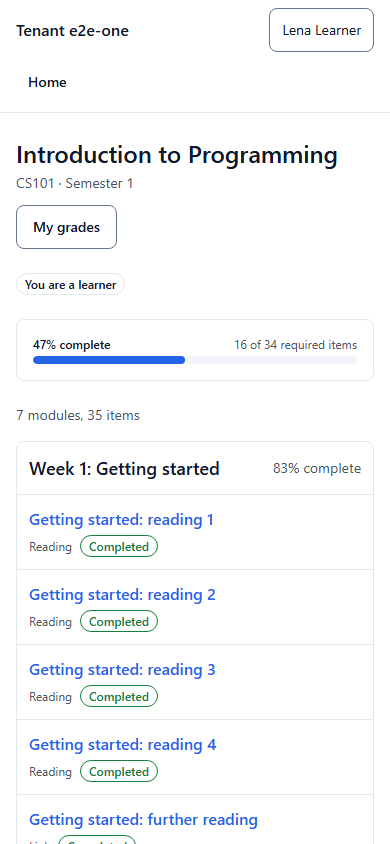 Tenant e2e-one
Lena Learner
Home
Introduction to Programming
CS101 · Semester 1
My grades
You are a learner
47% complete
16 of 34 required items
7 modules, 35 items
Week 1: Getting started
83% complete
Getting started: reading 1
Reading Completed
Getting started: reading 2
Reading Completed
Getting started: reading 3
Reading Completed
Getting started: reading 4
Reading Completed
Getting started: further reading